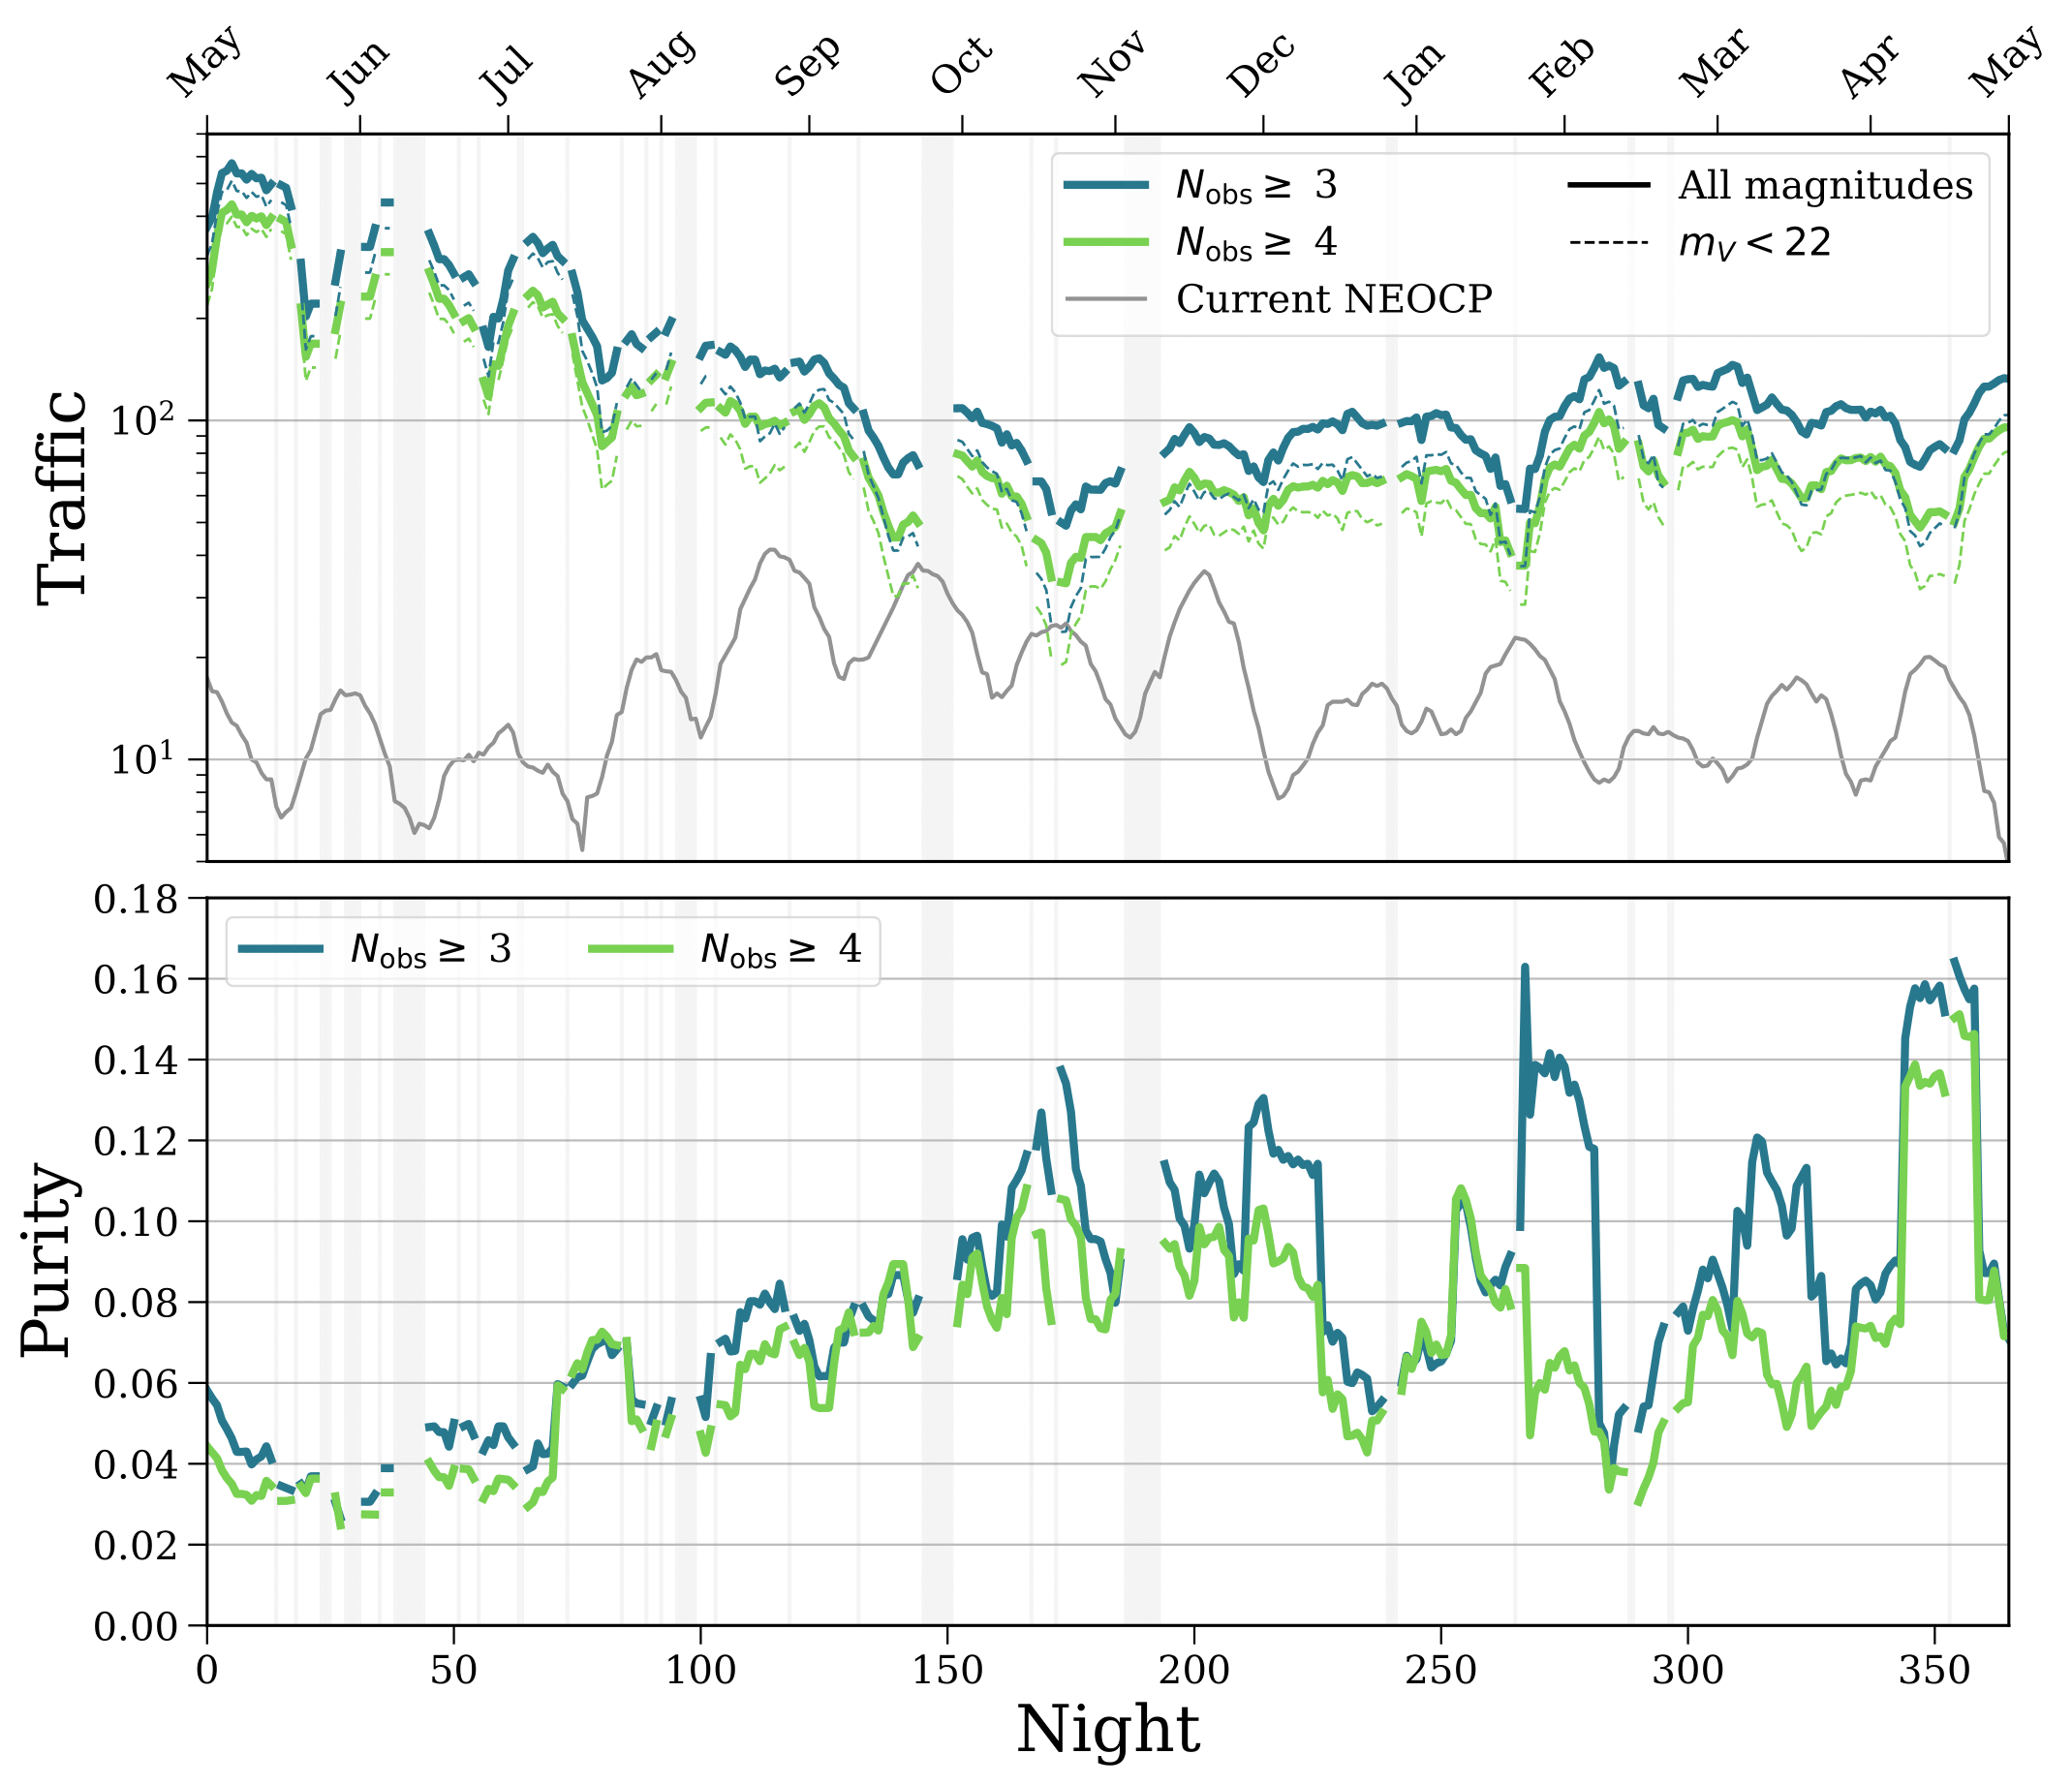 May Jun Jul Aug Sep Oct Nov Dec Jan Feb Mar Apr May
Traffic
10²
10¹
N_obs ≥ 3
N_obs ≥ 4
Current NEOCP
All magnitudes
m_V < 22
Purity
0.18
0.16
0.14
0.12
0.10
0.08
0.06
0.04
0.02
0.00
N_obs ≥ 3 N_obs ≥ 4
0 50 100 150 200 250 300 350
Night